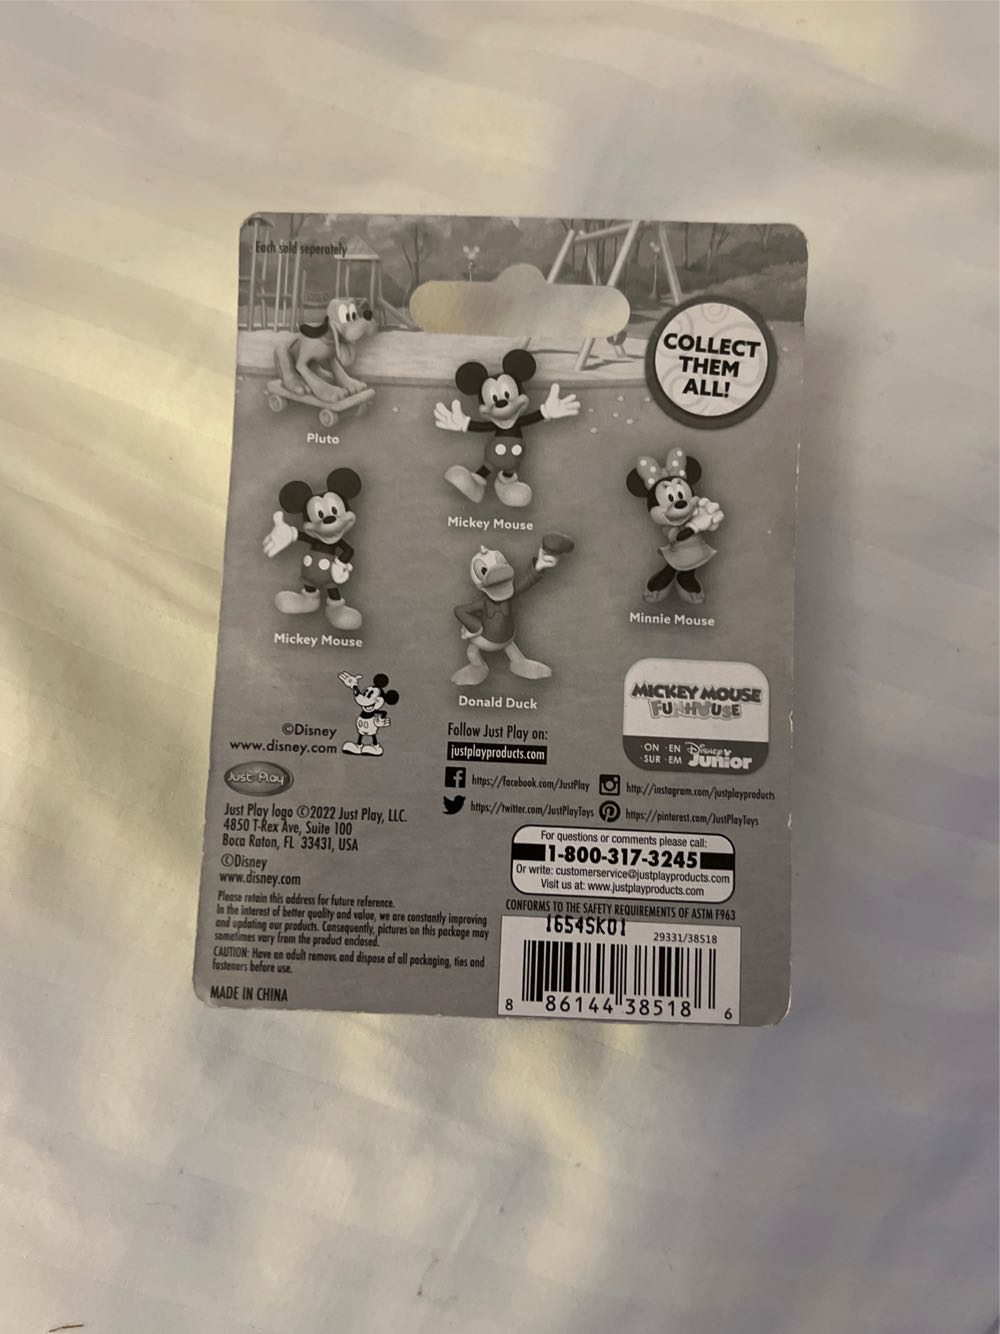 Each sold seperately
COLLECT
THEM
ALL!
Pluto
Mickey Mouse
Mickey Mouse
Minnie Mouse
Donald Duck
©Disney
www.disney.com
MICKEY MOUSE
FUNHOUSE
·ON ·EN
·SUR ·EM
Disney
Junior
Follow Just Play on:
justplayproducts.com
https://facebook.com/JustPlay
http://instagram.com/justplayproducts
https://twitter.com/JustPlayToys
https://pinterest.com/JustPlayToys
Just Play
Just Play logo ©2022 Just Play, LLC.
4850 T-Rex Ave, Suite 100
Boca Raton, FL 33431, USA
©Disney
www.disney.com
Please retain this address for future reference.
In the interest of better quality and value, we are constantly improving
and updating our products. Consequently, pictures on this package may
sometimes vary from the product enclosed.
CAUTION: Have an adult remove and dispose of all packaging, ties and
fasteners before use.
MADE IN CHINA
For questions or comments please call:
1-800-317-3245
Or write: customerservice@justplayproducts.com
Visit us at: www.justplayproducts.com
CONFORMS TO THE SAFETY REQUIREMENTS OF ASTM F963
1654SK01
29331/38518
8 86144 38518 6